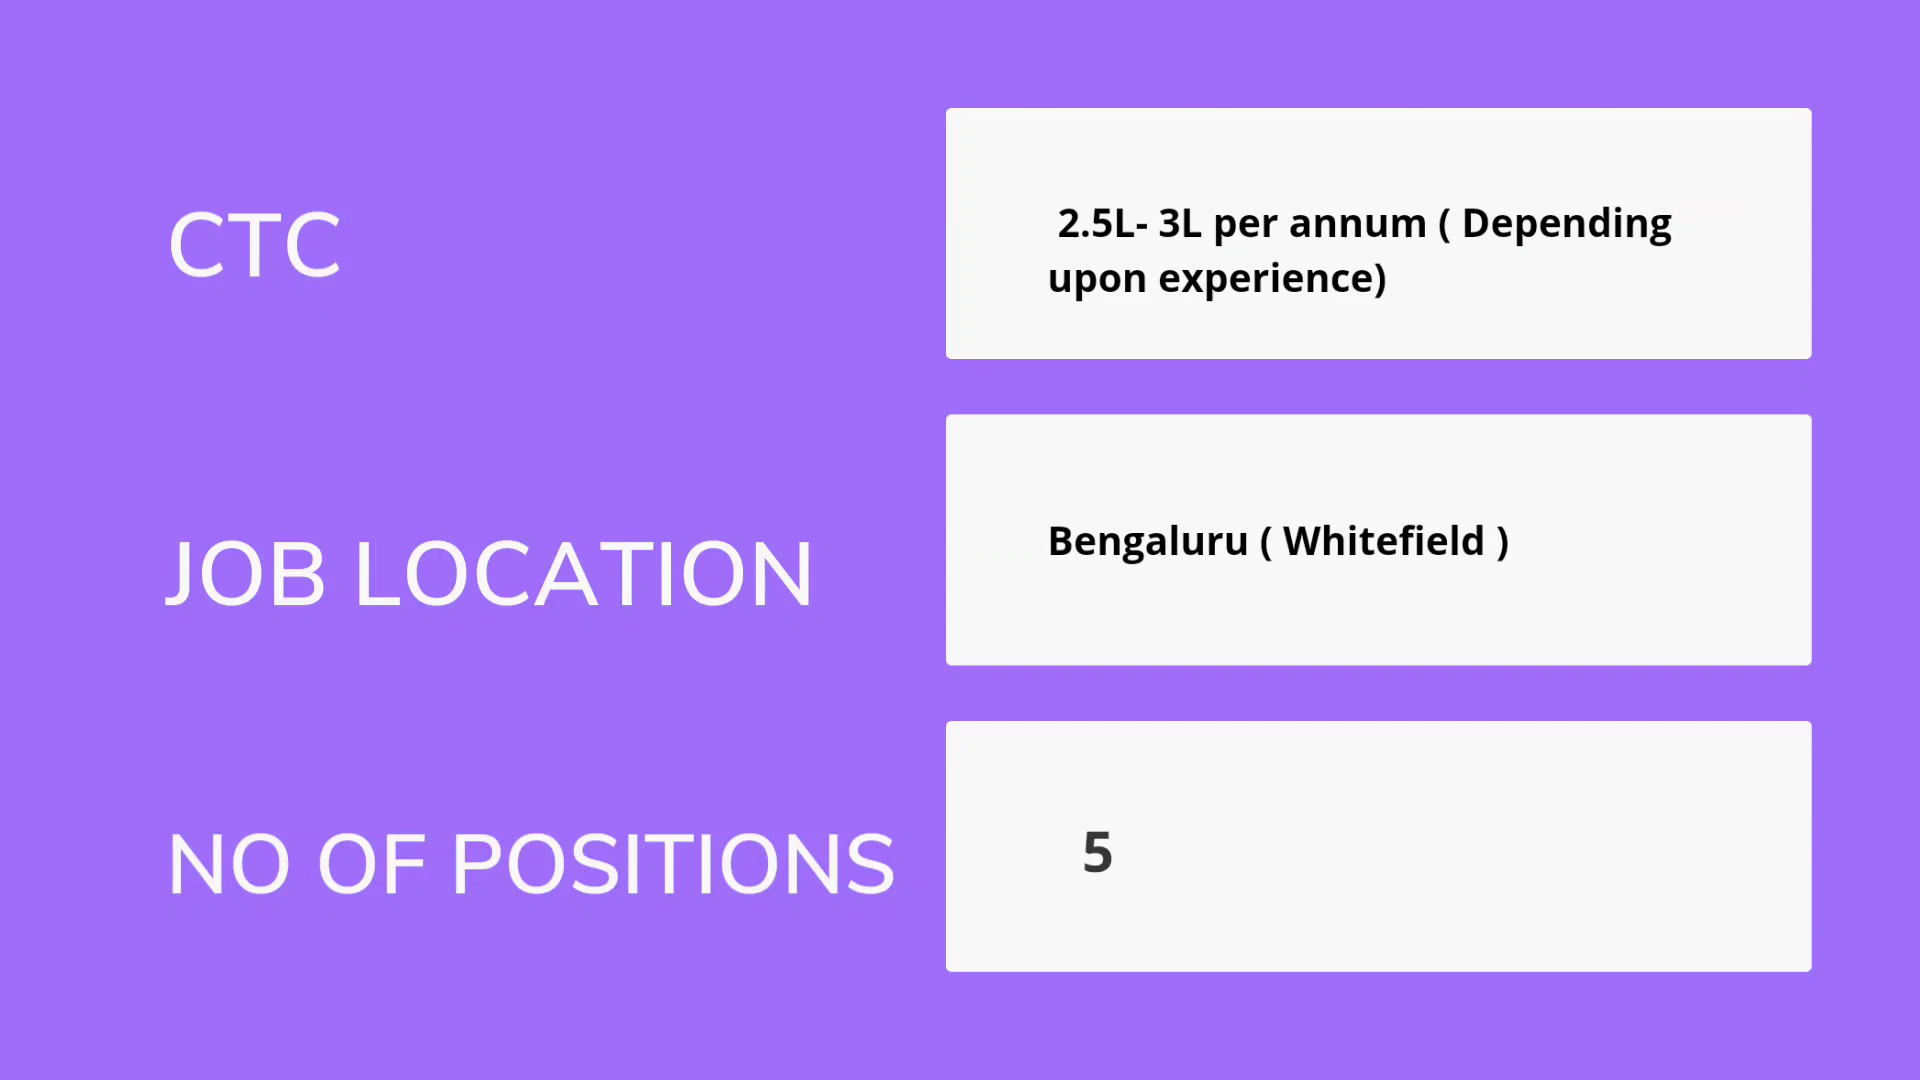 CTC
2.5L- 3L per annum ( Depending
upon experience)
JOB LOCATION
Bengaluru ( Whitefield )
NO OF POSITIONS
5